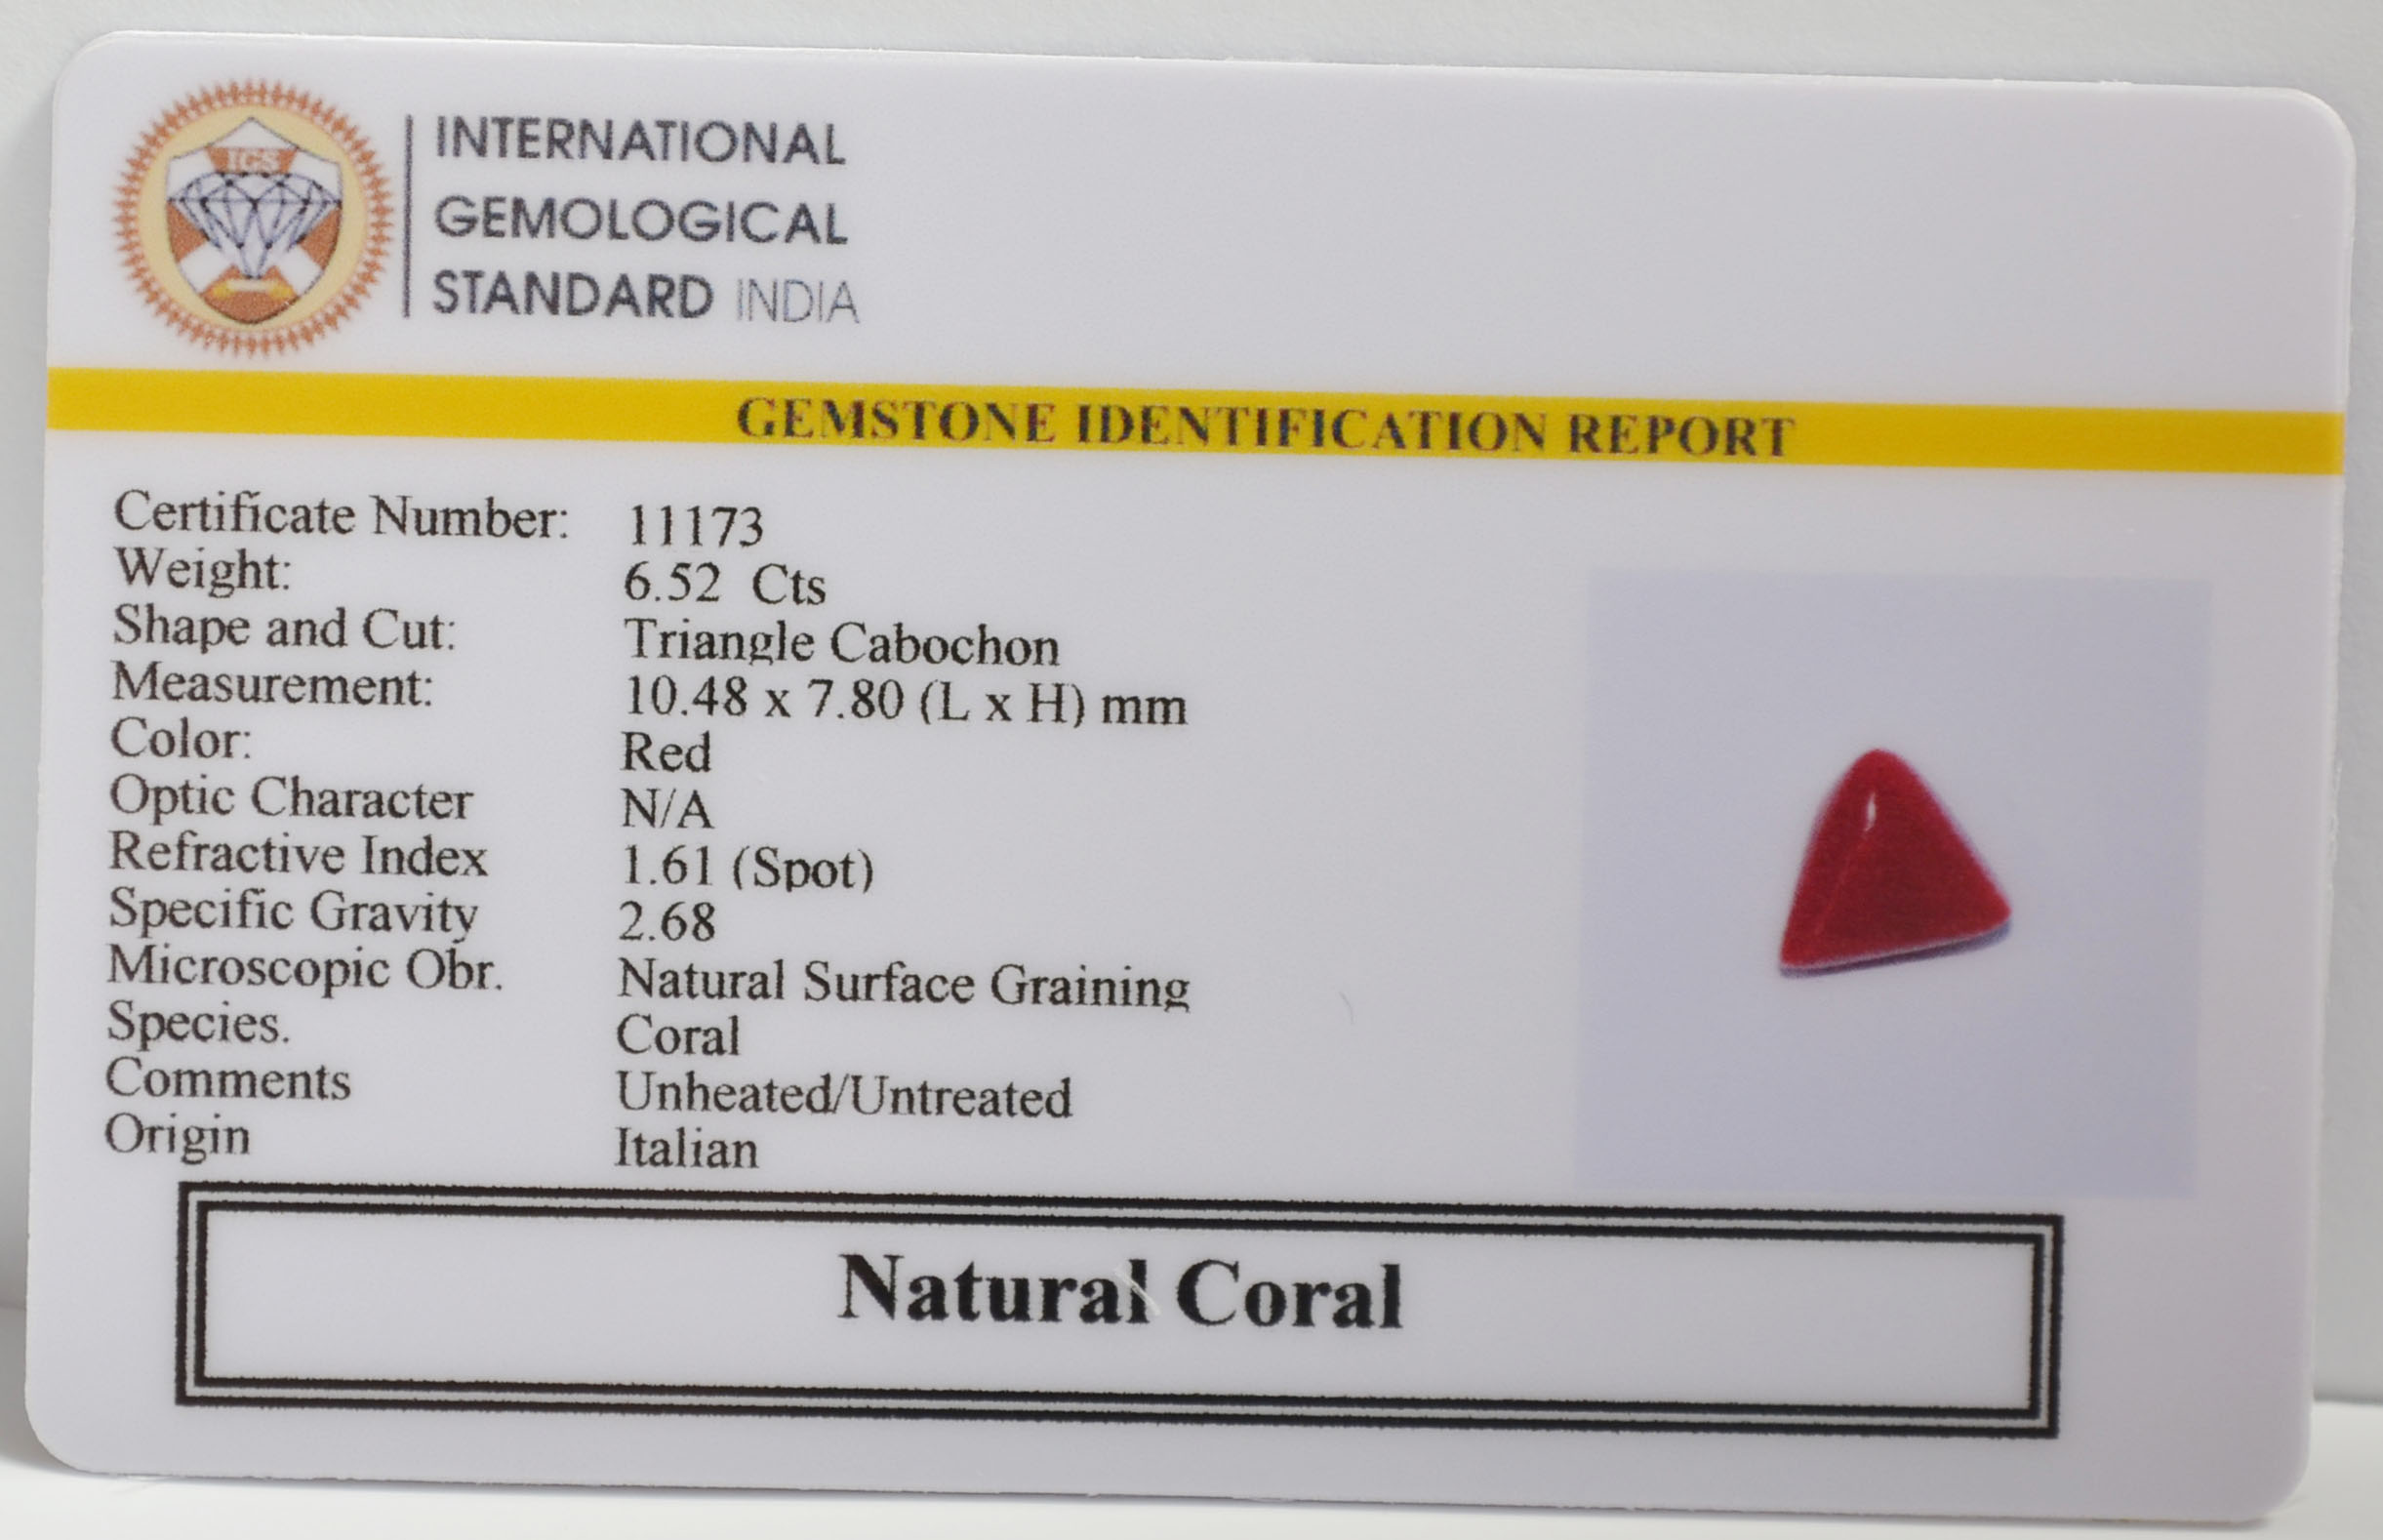 IGS
INTERNATIONAL
GEMOLOGICAL
STANDARD INDIA
GEMSTONE IDENTIFICATION REPORT
Certificate Number: 11173
Weight: 6.52 Cts
Shape and Cut: Triangle Cabochon
Measurement: 10.48 x 7.80 (L x H) mm
Color: Red
Optic Character N/A
Refractive Index 1.61 (Spot)
Specific Gravity 2.68
Microscopic Obr. Natural Surface Graining
Species. Coral
Comments Unheated/Untreated
Origin Italian
Natural Coral